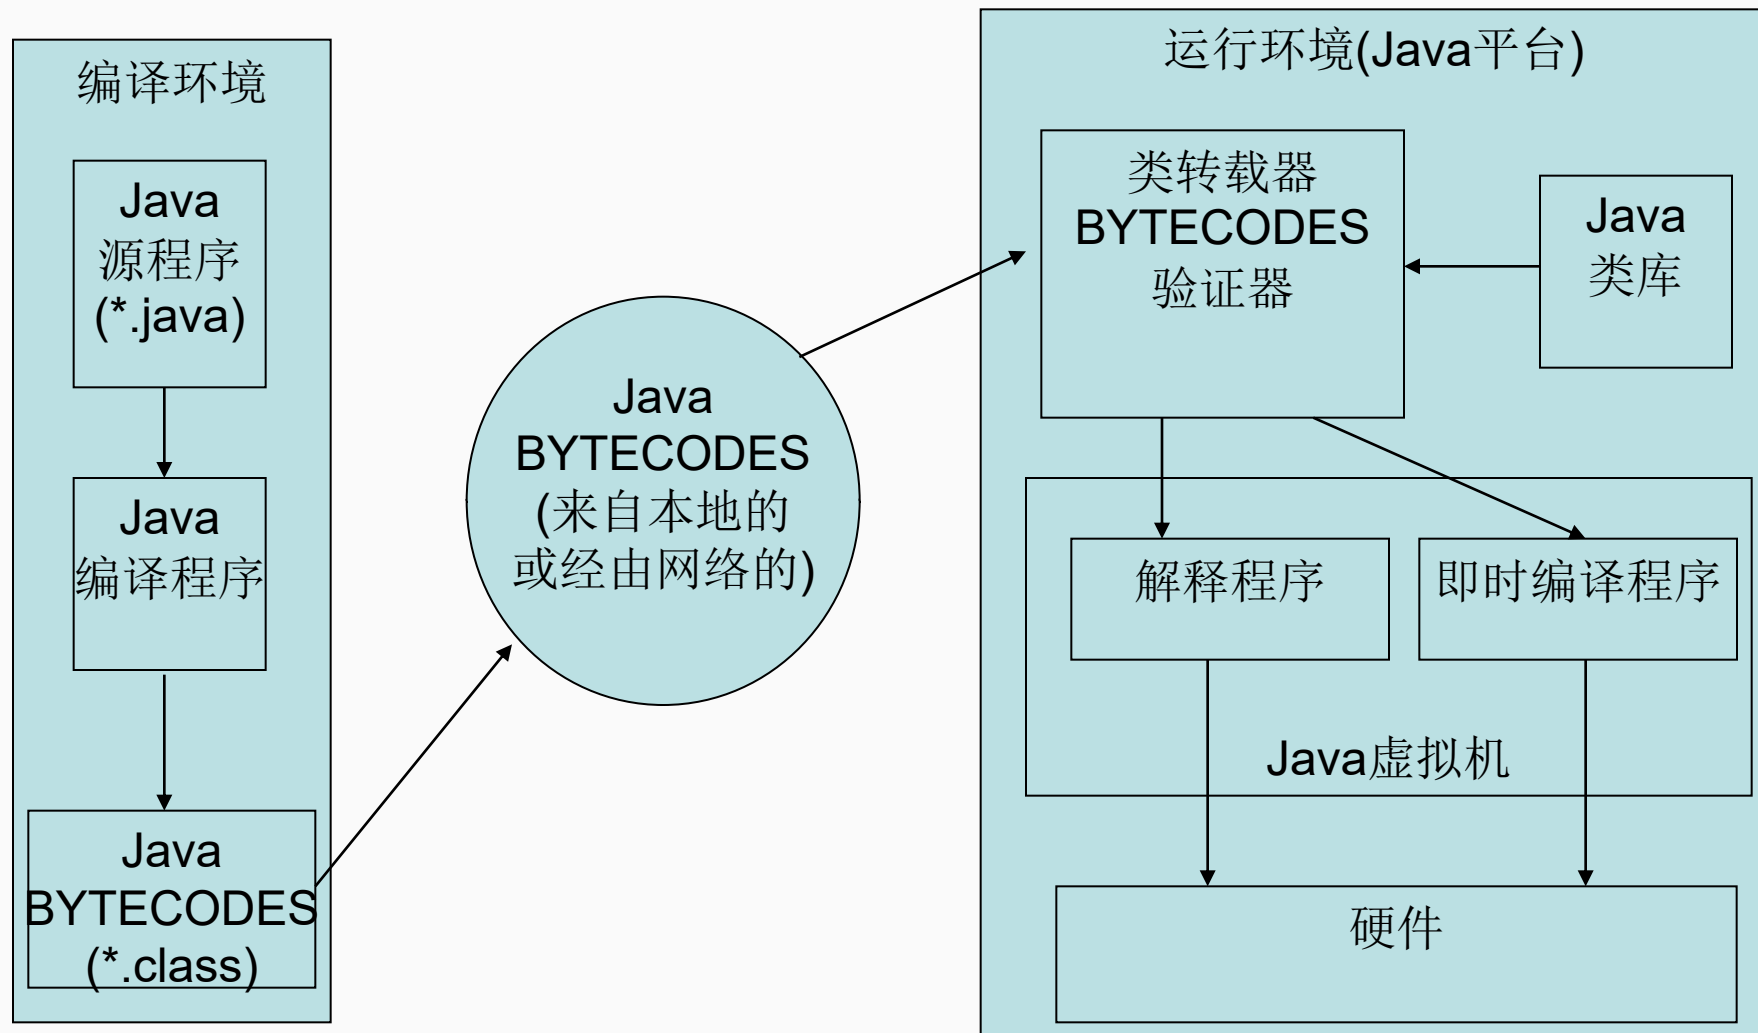 编译环境
Java
源程序
(*.java)
Java
编译程序
Java
BYTECODES
(*.class)
Java
BYTECODES
(来自本地的
或经由网络的)
运行环境(Java平台)
类转载器
BYTECODES
验证器
Java
类库
解释程序
即时编译程序
Java虚拟机
硬件